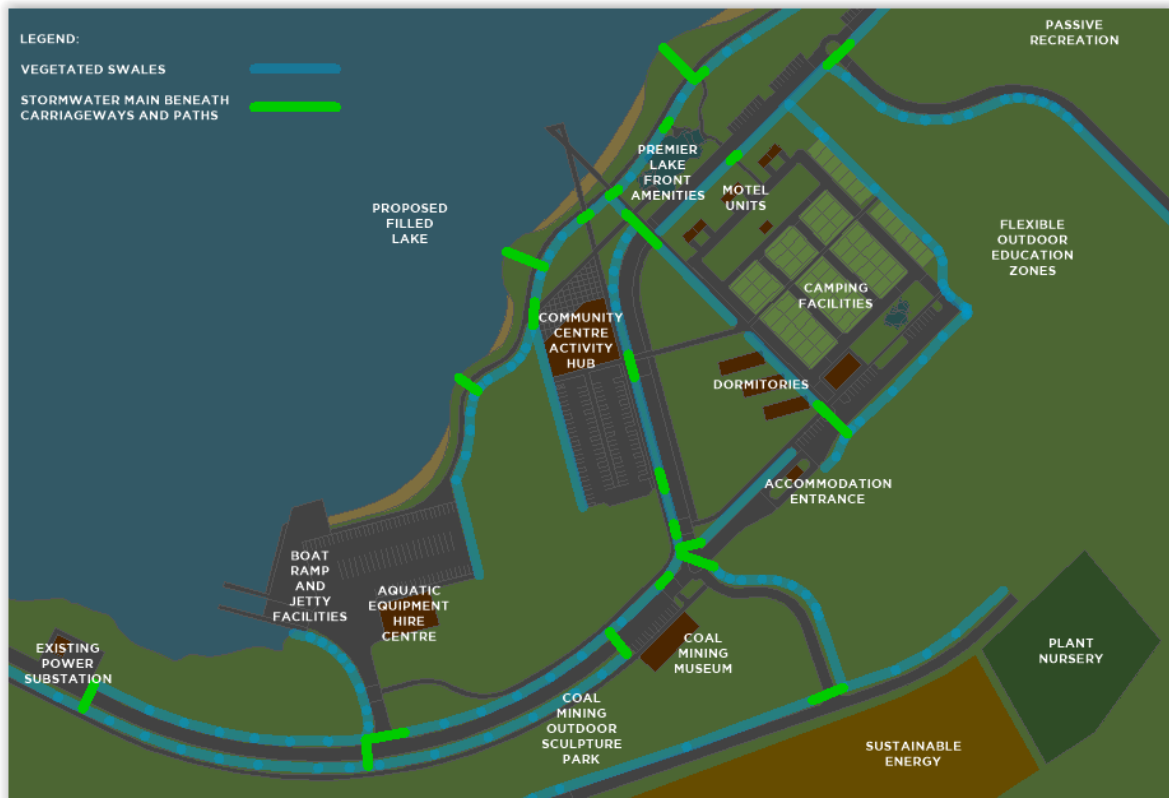 LEGEND:
VEGETATED SWALES
STORMWATER MAIN BENEATH
CARRIAGEWAYS AND PATHS
PASSIVE
RECREATION
PROPOSED
FILLED
LAKE
PREMIER
LAKE
FRONT
AMENITIES
MOTEL
UNITS
FLEXIBLE
OUTDOOR
EDUCATION
ZONES
CAMPING
FACILITIES
COMMUNITY
CENTRE
ACTIVITY
HUB
DORMITORIES
ACCOMMODATION
ENTRANCE
BOAT
RAMP
AND
JETTY
FACILITIES
AQUATIC
EQUIPMENT
HIRE
CENTRE
EXISTING
POWER
SUBSTATION
COAL
MINING
MUSEUM
PLANT
NURSERY
COAL
MINING
OUTDOOR
SCULPTURE
PARK
SUSTAINABLE
ENERGY